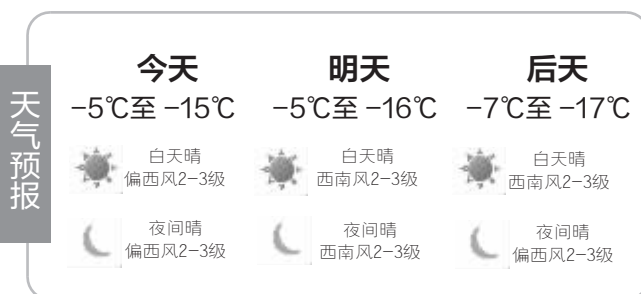 天气预报
今天
-5℃至 -15℃
白天晴
偏西风2-3级
夜间晴
偏西风2-3级
明天
-5℃至 -16℃
白天晴
西南风2-3级
夜间晴
西南风2-3级
后天
-7℃至 -17℃
白天晴
西南风2-3级
夜间晴
偏西风2-3级